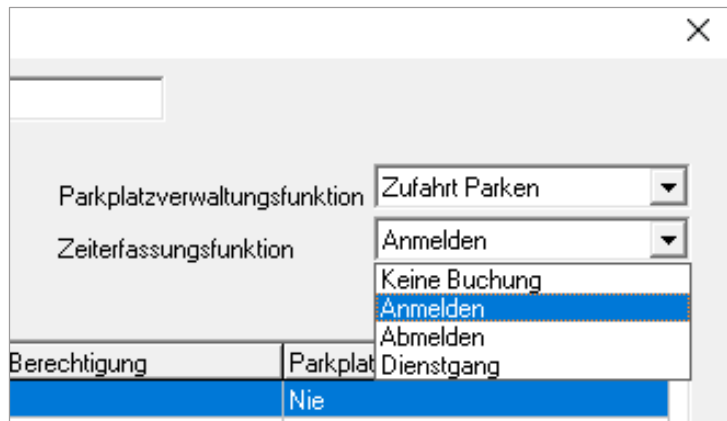 Parkplatzverwaltungsfunktion Zufahrt Parken
Zeiterfassungsfunktion Anmelden
Keine Buchung
Anmelden
Abmelden
Dienstgang
Berechtigung Parkplat
Nie